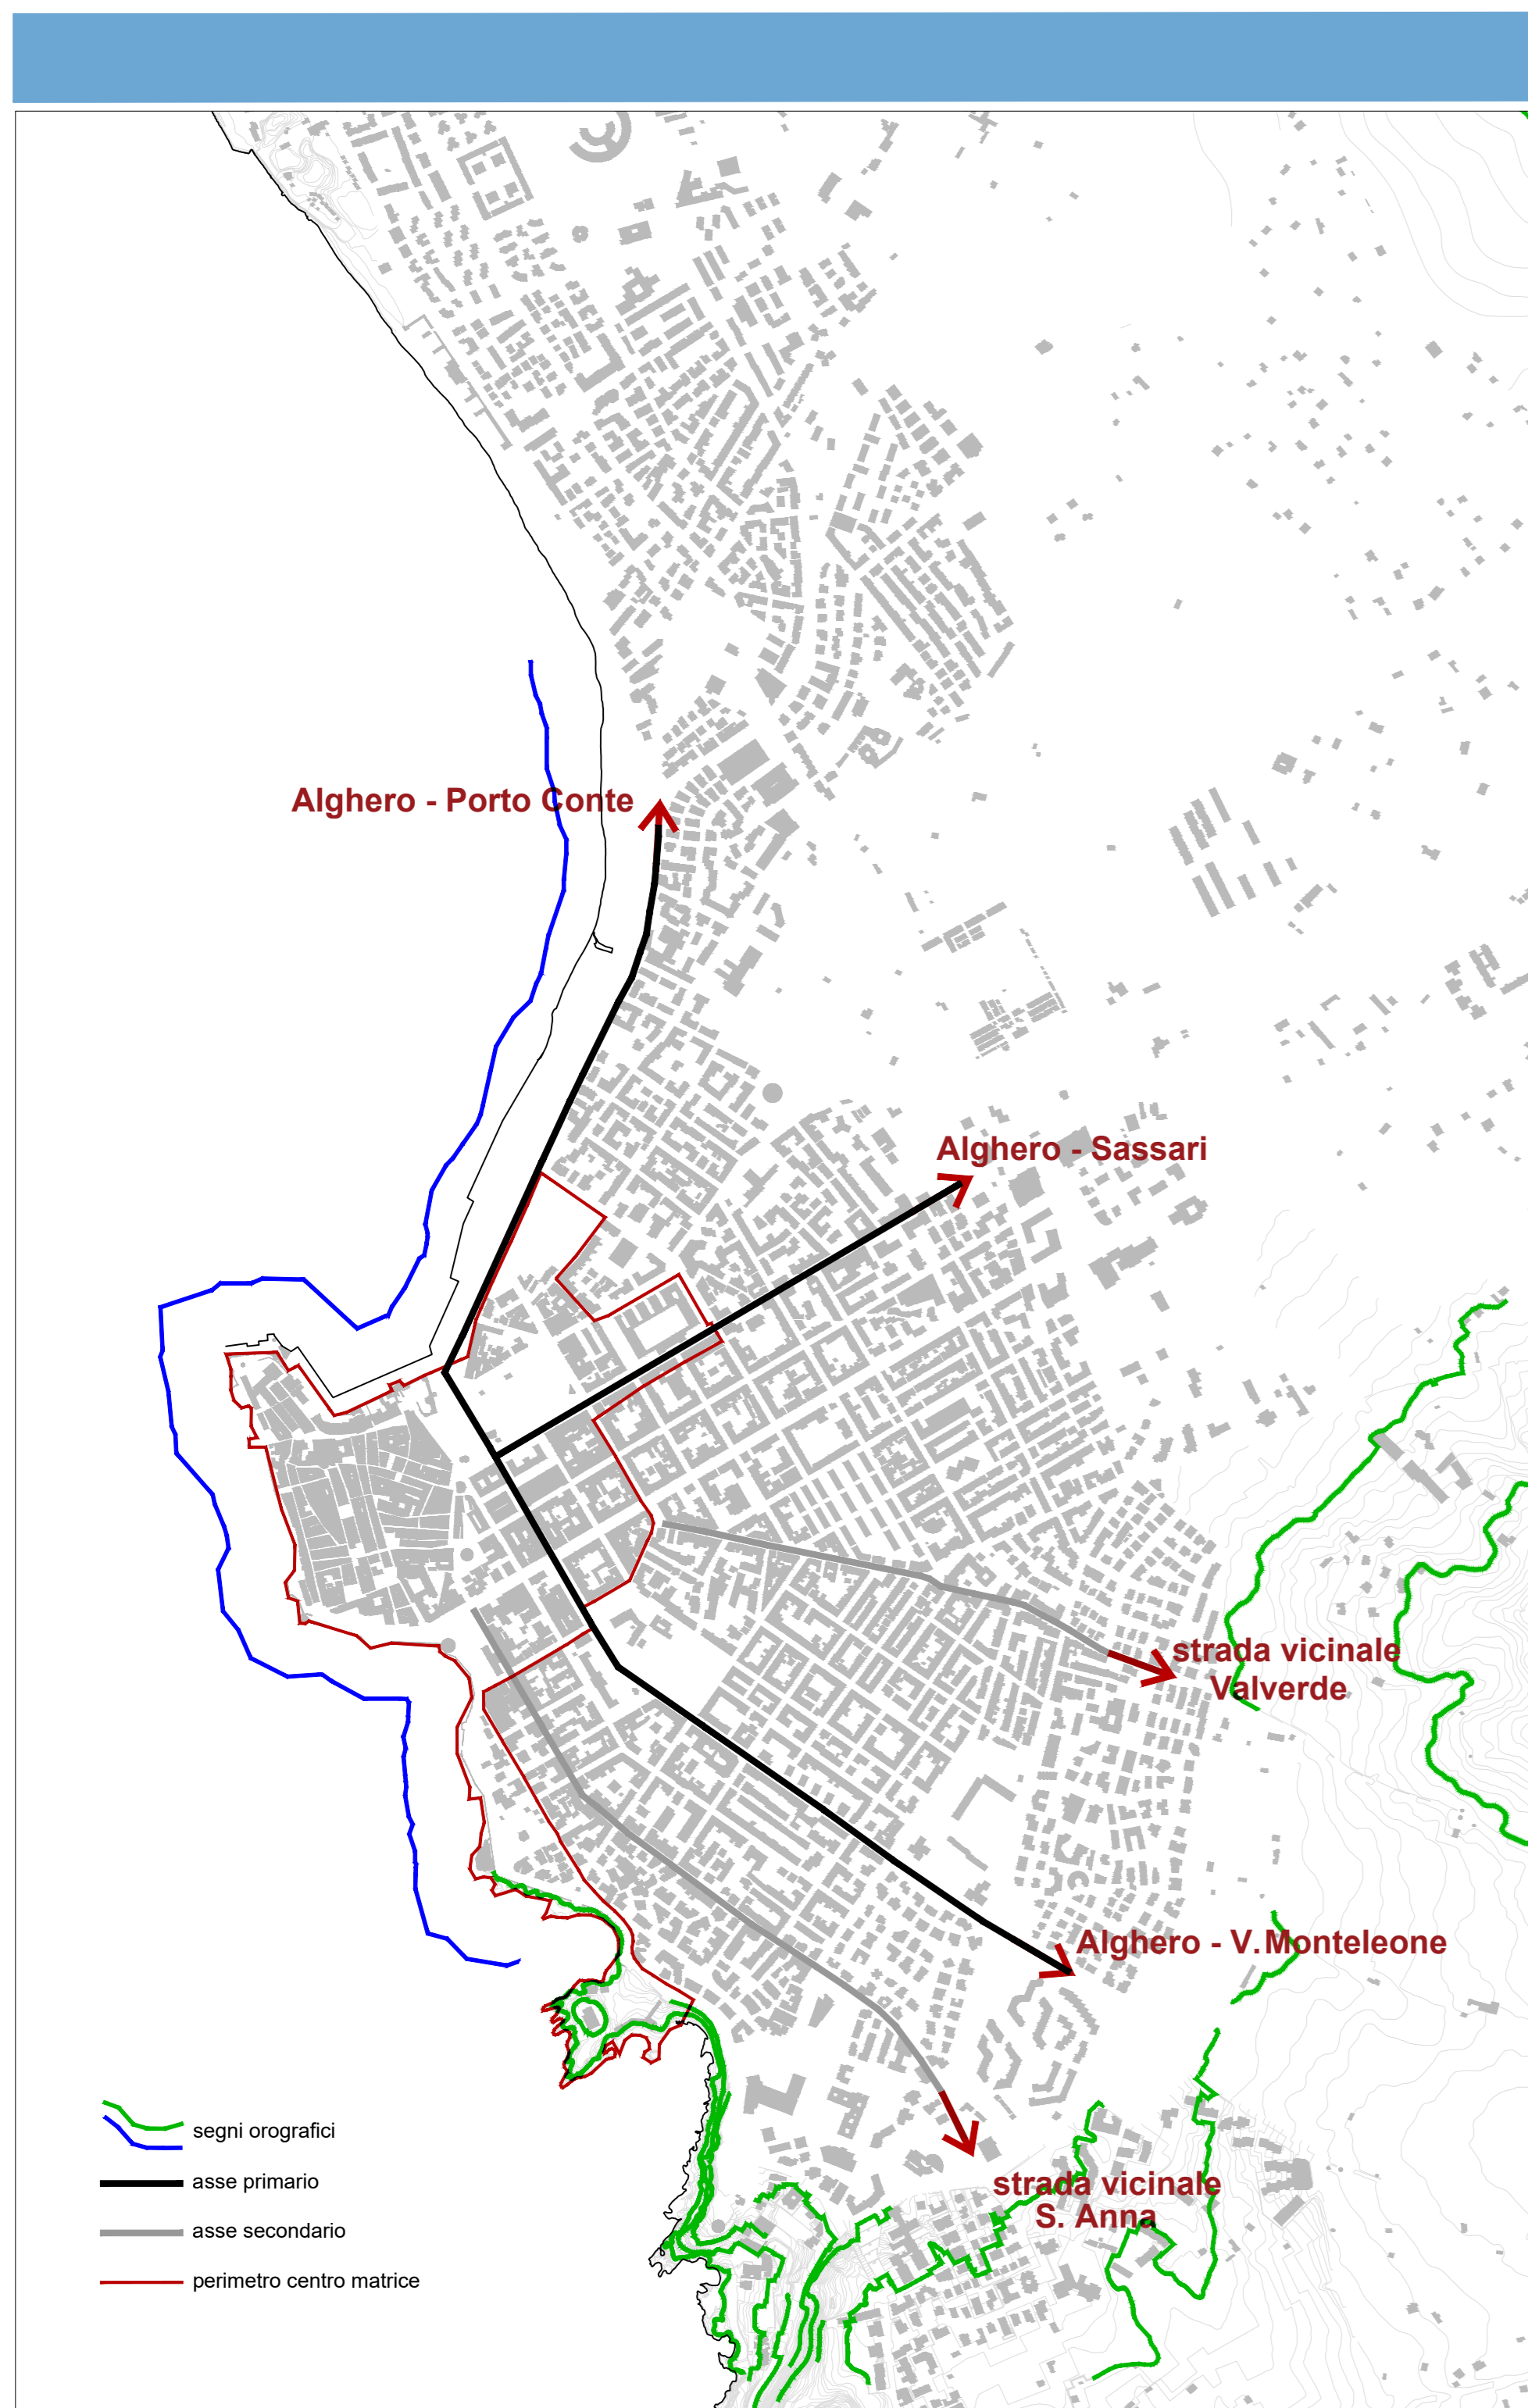 Alghero - Porto Conte
Alghero - Sassari
strada vicinale
Valverde
Alghero - V.Monteleone
segni orografici
asse primario
strada vicinale
S. Anna
asse secondario
perimetro centro matrice